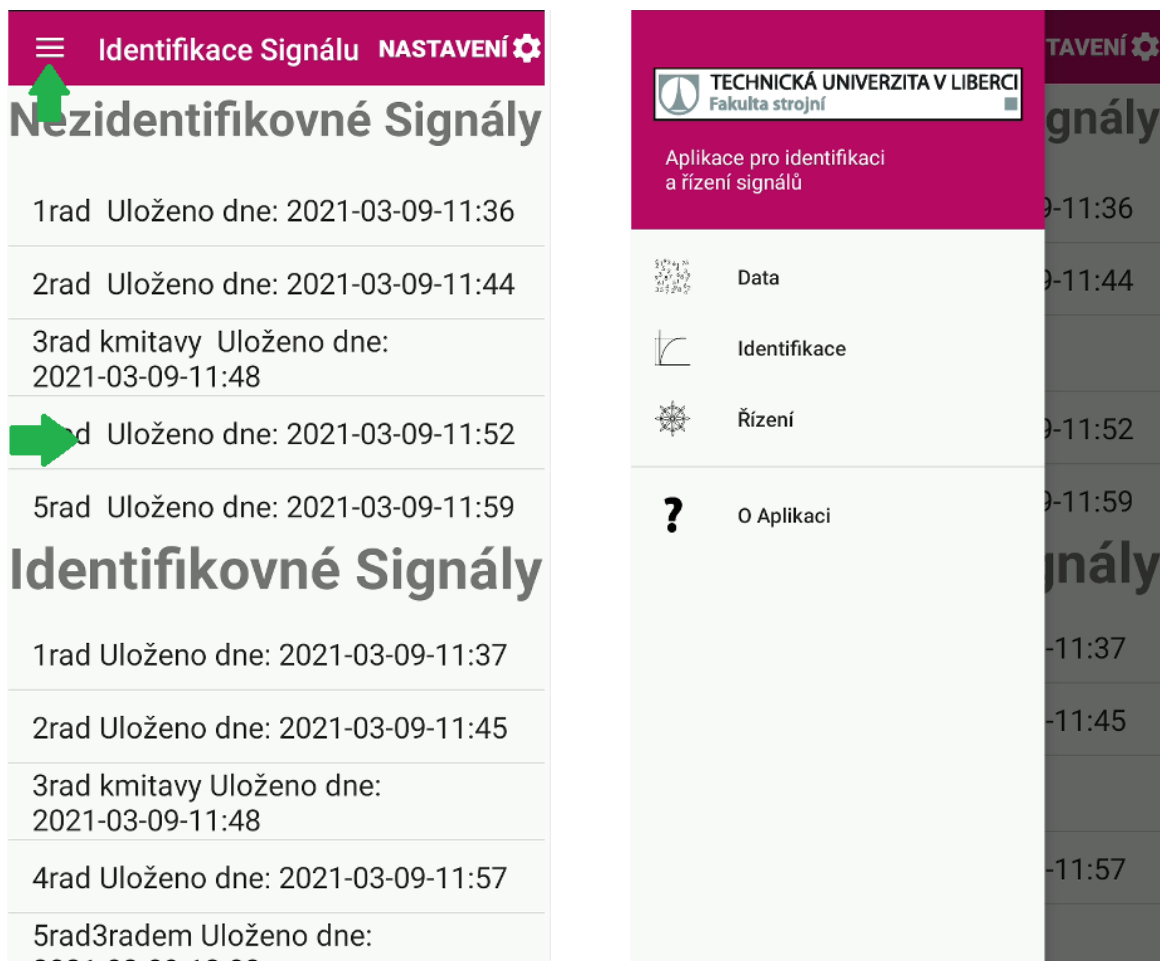 Identifikace Signálu NASTAVENÍ
Nezidentifikovné Signály
1rad Uloženo dne: 2021-03-09-11:36
2rad Uloženo dne: 2021-03-09-11:44
3rad kmitavy Uloženo dne:
2021-03-09-11:48
Uloženo dne: 2021-03-09-11:52
5rad Uloženo dne: 2021-03-09-11:59
Identifikovné Signály
1rad Uloženo dne: 2021-03-09-11:37
2rad Uloženo dne: 2021-03-09-11:45
3rad kmitavy Uloženo dne:
2021-03-09-11:48
4rad Uloženo dne: 2021-03-09-11:57
5rad3radem Uloženo dne:
TECHNICKÁ UNIVERZITA V LIBERCI
Fakulta strojní
Aplikace pro identifikaci
a řízení signálů
Data
Identifikace
Řízení
? O Aplikaci
TAVENÍ
gnály
9-11:36
9-11:44
9-11:52
9-11:59
gnály
-11:37
-11:45
-11:57